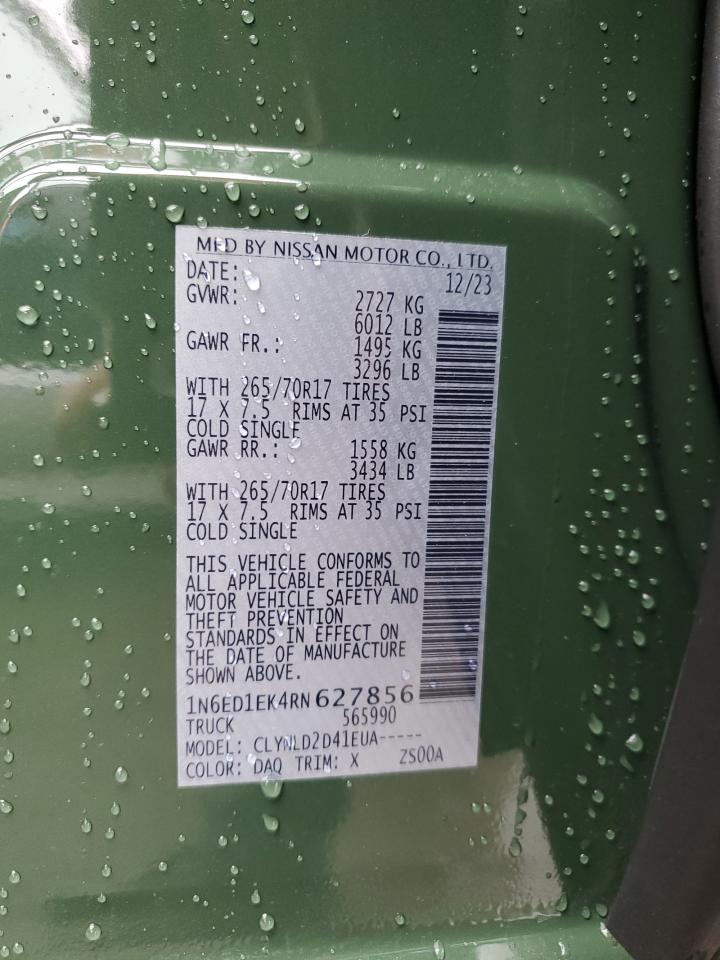 MFD BY NISSAN MOTOR CO., LTD.
DATE: 12/23
GVWR: 2727 KG
6012 LB
GAWR FR.: 1495 KG
3296 LB
WITH 265/70R17 TIRES
17 X 7.5 RIMS AT 35 PSI
COLD SINGLE
GAWR RR.: 1558 KG
3434 LB
WITH 265/70R17 TIRES
17 X 7.5 RIMS AT 35 PSI
COLD SINGLE
THIS VEHICLE CONFORMS TO
ALL APPLICABLE FEDERAL
MOTOR VEHICLE SAFETY AND
THEFT PREVENTION
STANDARDS IN EFFECT ON
THE DATE OF MANUFACTURE
SHOWN ABOVE.
1N6ED1EK4RN627856
TRUCK 565990
MODEL: CLYNLD2D41EUA-----
COLOR: DAQ TRIM: X ZS00A